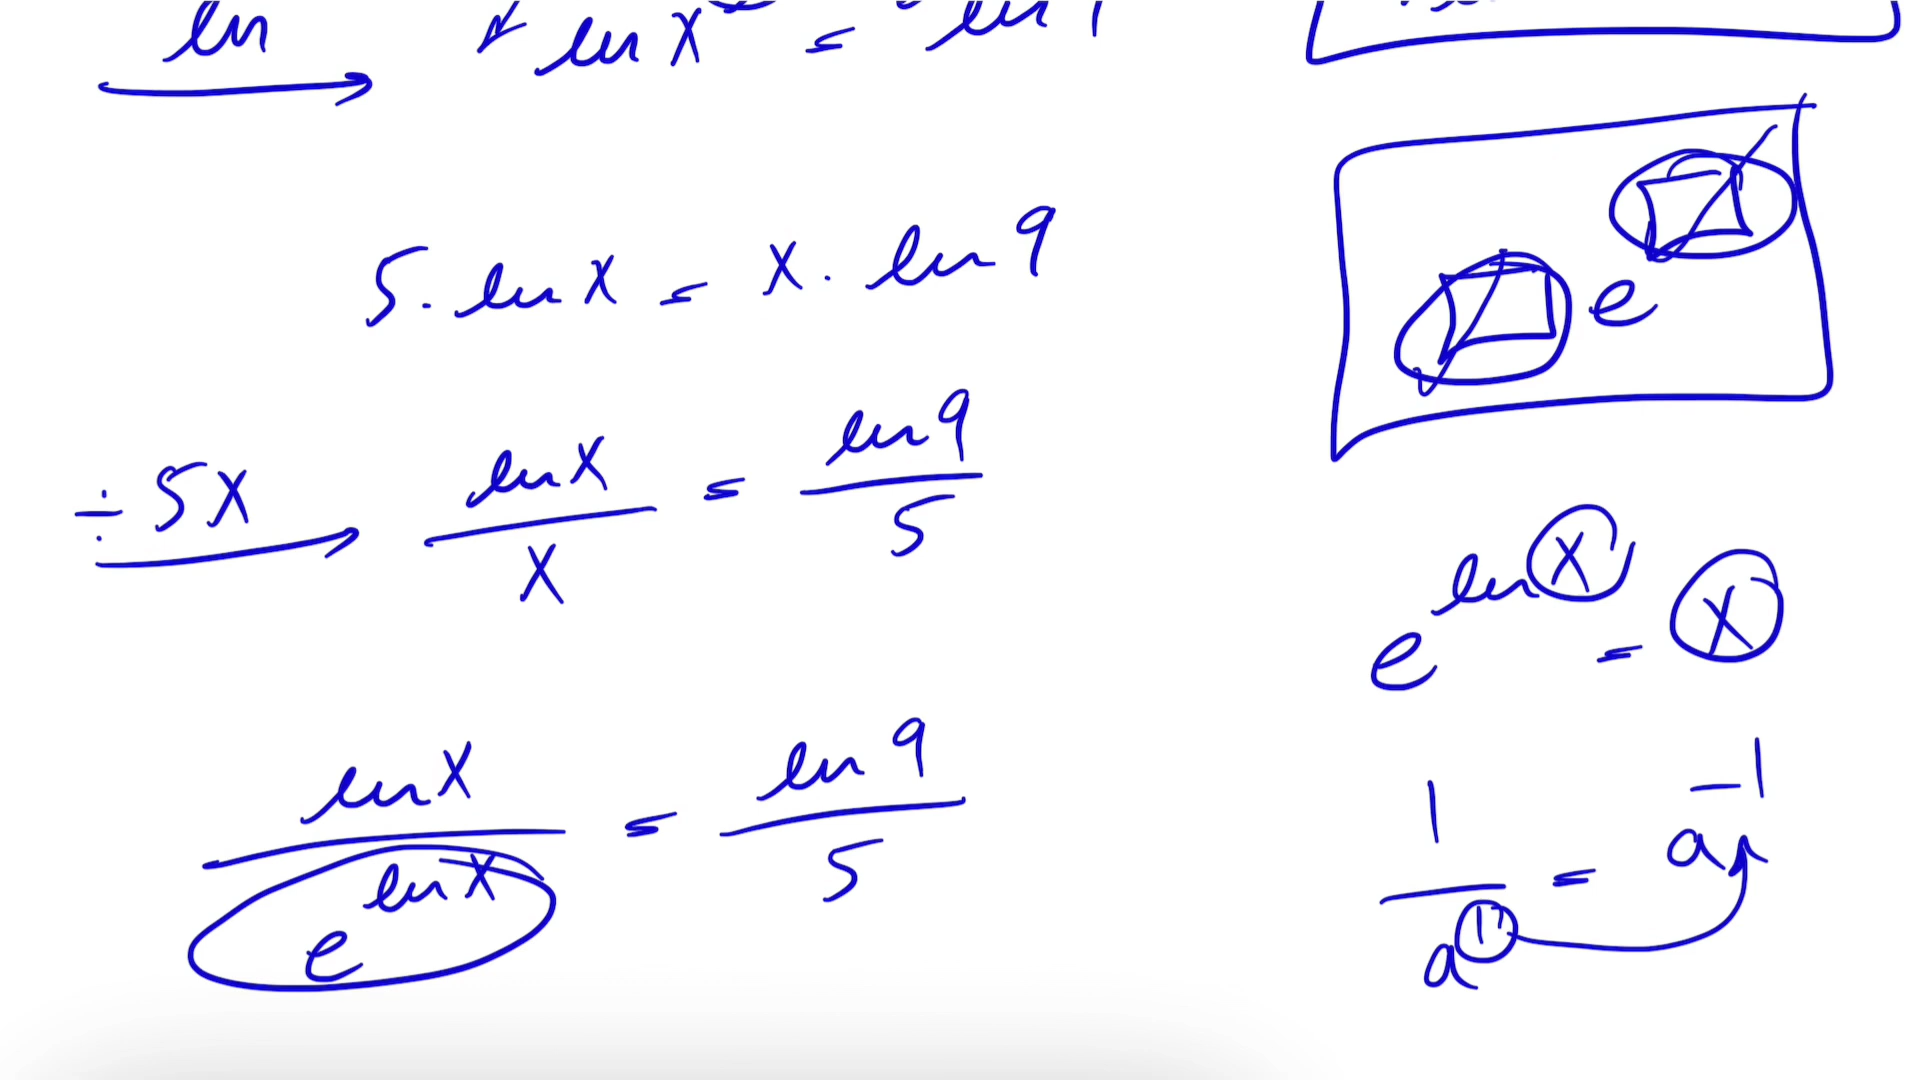 ln
ln x =
5 · ln x = x · ln 9
÷ 5x
ln x / x = ln 9 / 5
ln x / e^(ln x) = ln 9 / 5
e
e^(ln x) = x
1 / a^1 = a^-1